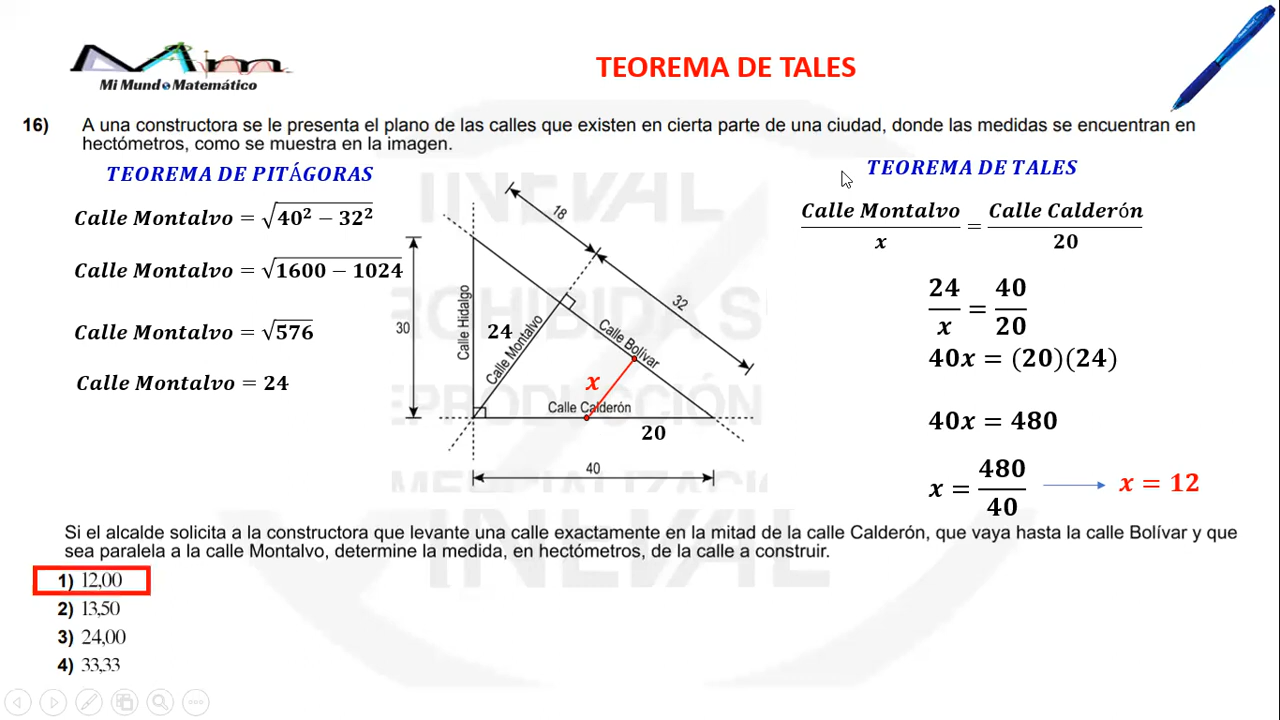 Mim
Mi Mundo Matemático
TEOREMA DE TALES
16) A una constructora se le presenta el plano de las calles que existen en cierta parte de una ciudad, donde las medidas se encuentran en
hectómetros, como se muestra en la imagen.
TEOREMA DE PITÁGORAS
Calle Montalvo = √40² − 32²
Calle Montalvo = √1600 − 1024
Calle Montalvo = √576
Calle Montalvo = 24
INEVAL
PROHIBIDA S
REPRODUCCIÓN
INEVAL
18
32
30
Calle Hidalgo
24
Calle Montalvo
Calle Bolívar
x
Calle Calderón
20
40
TEOREMA DE TALES
Calle Montalvo / x = Calle Calderón / 20
24 / x = 40 / 20
40x = (20)(24)
40x = 480
x = 480 / 40 → x = 12
Si el alcalde solicita a la constructora que levante una calle exactamente en la mitad de la calle Calderón, que vaya hasta la calle Bolívar y que
sea paralela a la calle Montalvo, determine la medida, en hectómetros, de la calle a construir.
1) 12,00
2) 13,50
3) 24,00
4) 33,33